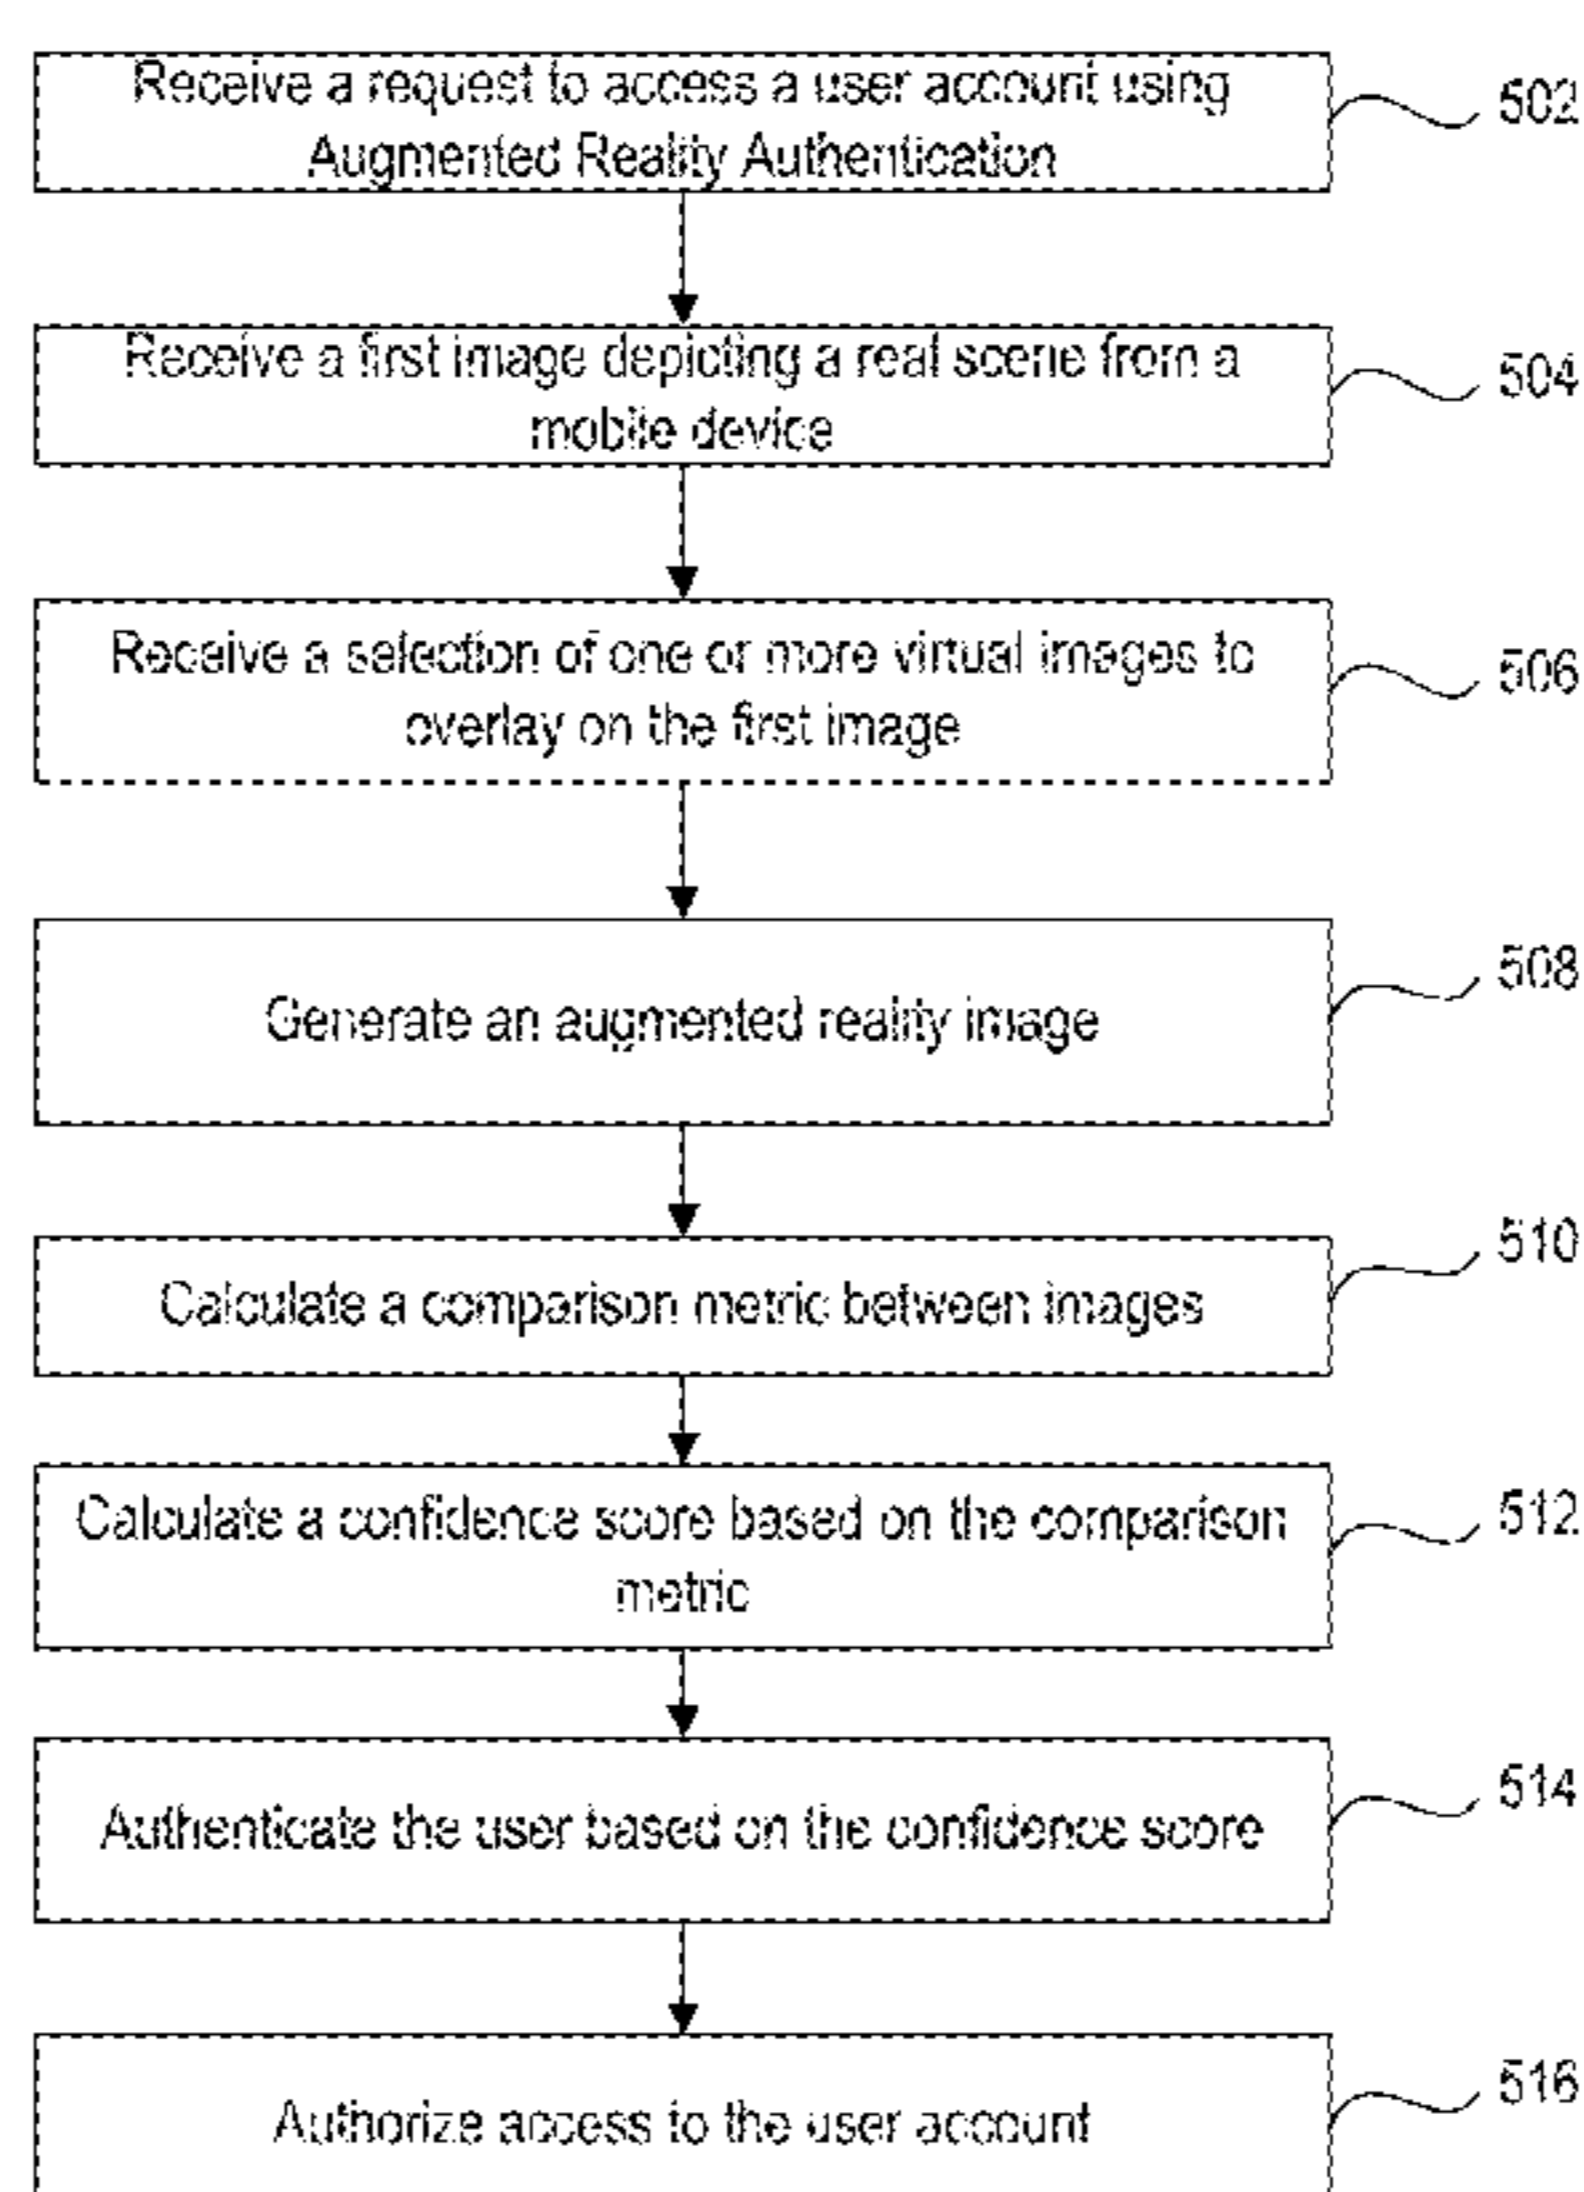 Receive a request to access a user account using
Augmented Reality Authentication
502
Receive a first image depicting a real scene from a
mobile device
504
Receive a selection of one or more virtual images to
overlay on the first image
506
Generate an augmented reality image
508
Calculate a comparison metric between images
510
Calculate a confidence score based on the comparison
metric
512
Authenticate the user based on the confidence score
514
Authorize access to the user account
516